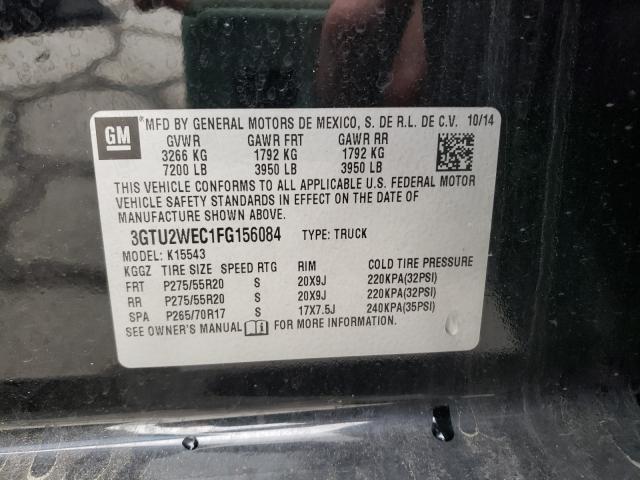 GM
*MFD BY GENERAL MOTORS DE MEXICO, S. DE R.L. DE C.V. 10/14
GVWR GAWR FRT GAWR RR
3266 KG 1792 KG 1792 KG
7200 LB 3950 LB 3950 LB
THIS VEHICLE CONFORMS TO ALL APPLICABLE U.S. FEDERAL MOTOR
VEHICLE SAFETY STANDARDS IN EFFECT ON THE DATE OF
MANUFACTURE SHOWN ABOVE.
3GTU2WEC1FG156084 TYPE: TRUCK
MODEL: K15543
KGGZ TIRE SIZE SPEED RTG RIM COLD TIRE PRESSURE
FRT P275/55R20 S 20X9J 220KPA(32PSI)
RR P275/55R20 S 20X9J 220KPA(32PSI)
SPA P265/70R17 S 17X7.5J 240KPA(35PSI)
SEE OWNER'S MANUAL FOR MORE INFORMATION.